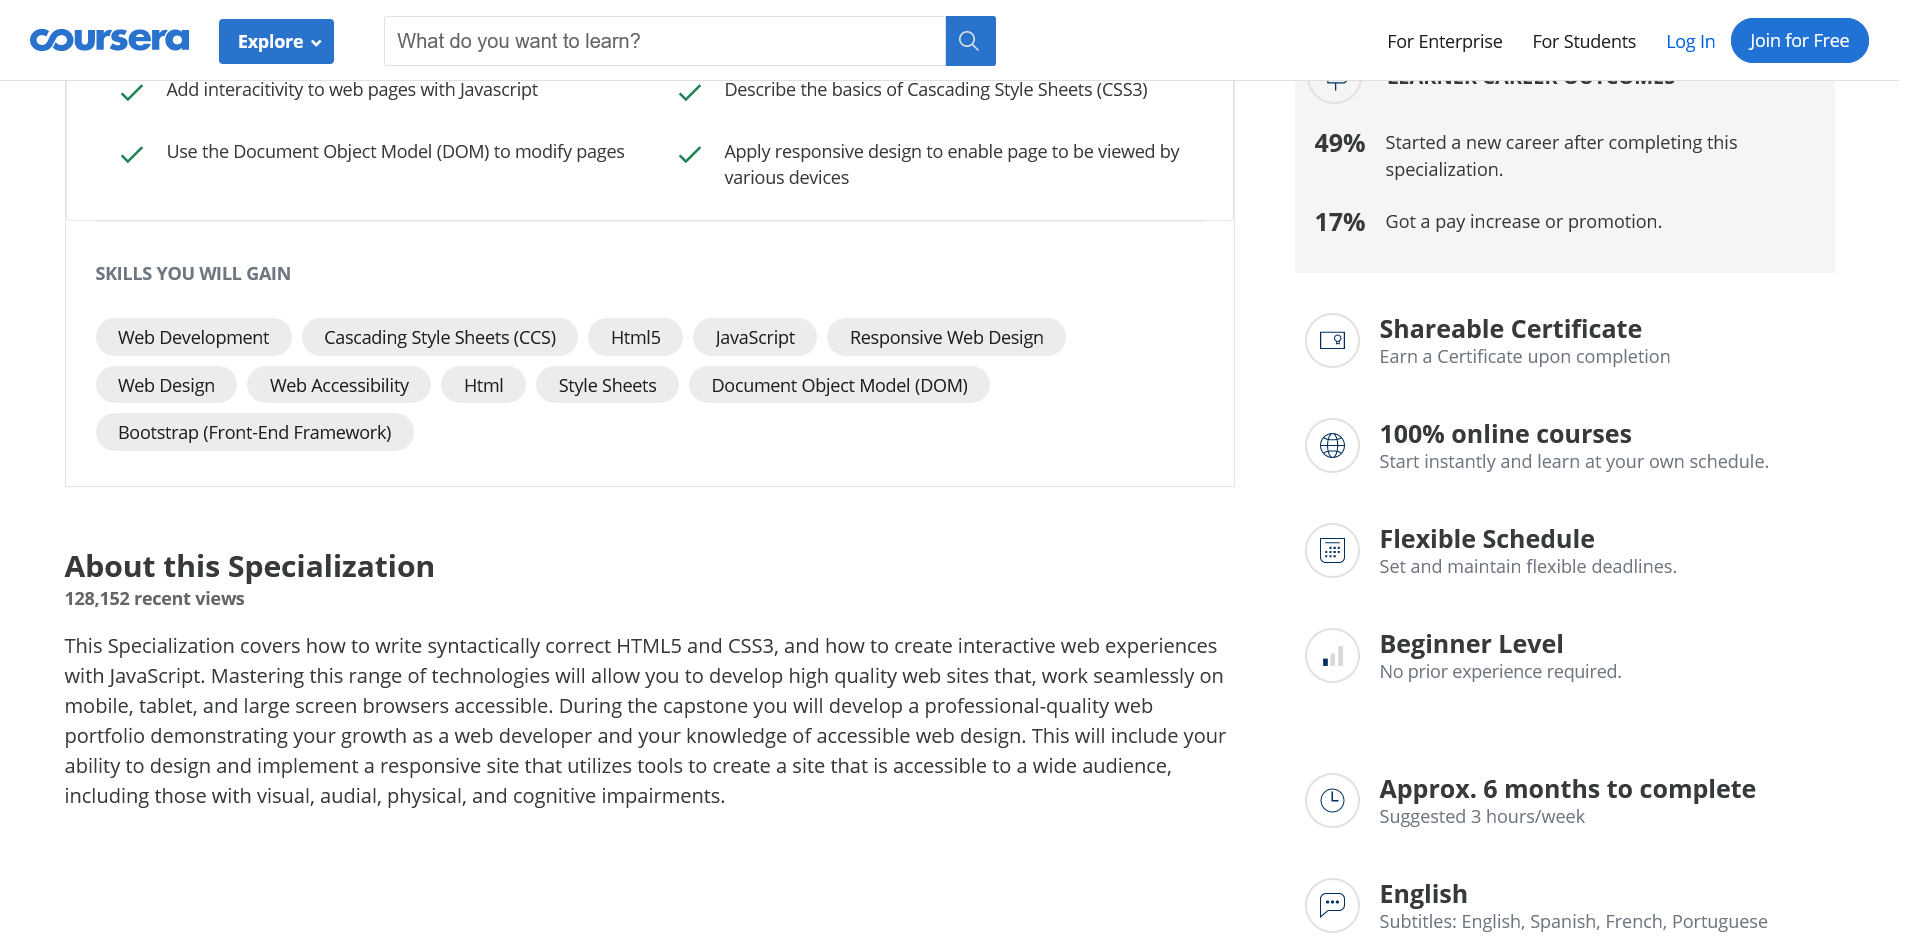 coursera
Explore
What do you want to learn?
For Enterprise
For Students
Log In
Join for Free
Add interacitivity to web pages with Javascript
Describe the basics of Cascading Style Sheets (CSS3)
Use the Document Object Model (DOM) to modify pages
Apply responsive design to enable page to be viewed by
various devices
SKILLS YOU WILL GAIN
Web Development
Cascading Style Sheets (CCS)
Html5
JavaScript
Responsive Web Design
Web Design
Web Accessibility
Html
Style Sheets
Document Object Model (DOM)
Bootstrap (Front-End Framework)
About this Specialization
128,152 recent views
This Specialization covers how to write syntactically correct HTML5 and CSS3, and how to create interactive web experiences
with JavaScript. Mastering this range of technologies will allow you to develop high quality web sites that, work seamlessly on
mobile, tablet, and large screen browsers accessible. During the capstone you will develop a professional-quality web
portfolio demonstrating your growth as a web developer and your knowledge of accessible web design. This will include your
ability to design and implement a responsive site that utilizes tools to create a site that is accessible to a wide audience,
including those with visual, audial, physical, and cognitive impairments.
LEARNER CAREER OUTCOMES
49%
Started a new career after completing this
specialization.
17%
Got a pay increase or promotion.
Shareable Certificate
Earn a Certificate upon completion
100% online courses
Start instantly and learn at your own schedule.
Flexible Schedule
Set and maintain flexible deadlines.
Beginner Level
No prior experience required.
Approx. 6 months to complete
Suggested 3 hours/week
English
Subtitles: English, Spanish, French, Portuguese